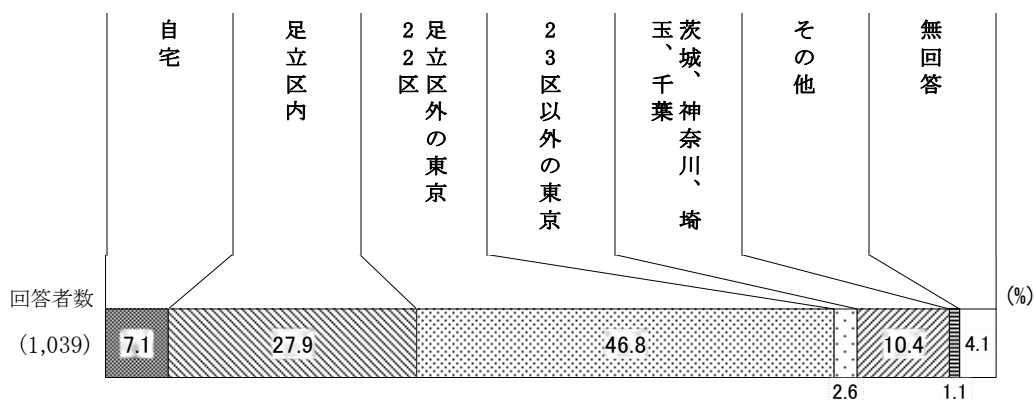 自宅
足立区内
足立区外の東京
22区
23区以外の東京
茨城、神奈川、埼
玉、千葉
その他
無回答
回答者数
(%)
(1,039)
7.1
27.9
46.8
2.6
10.4
1.1
4.1